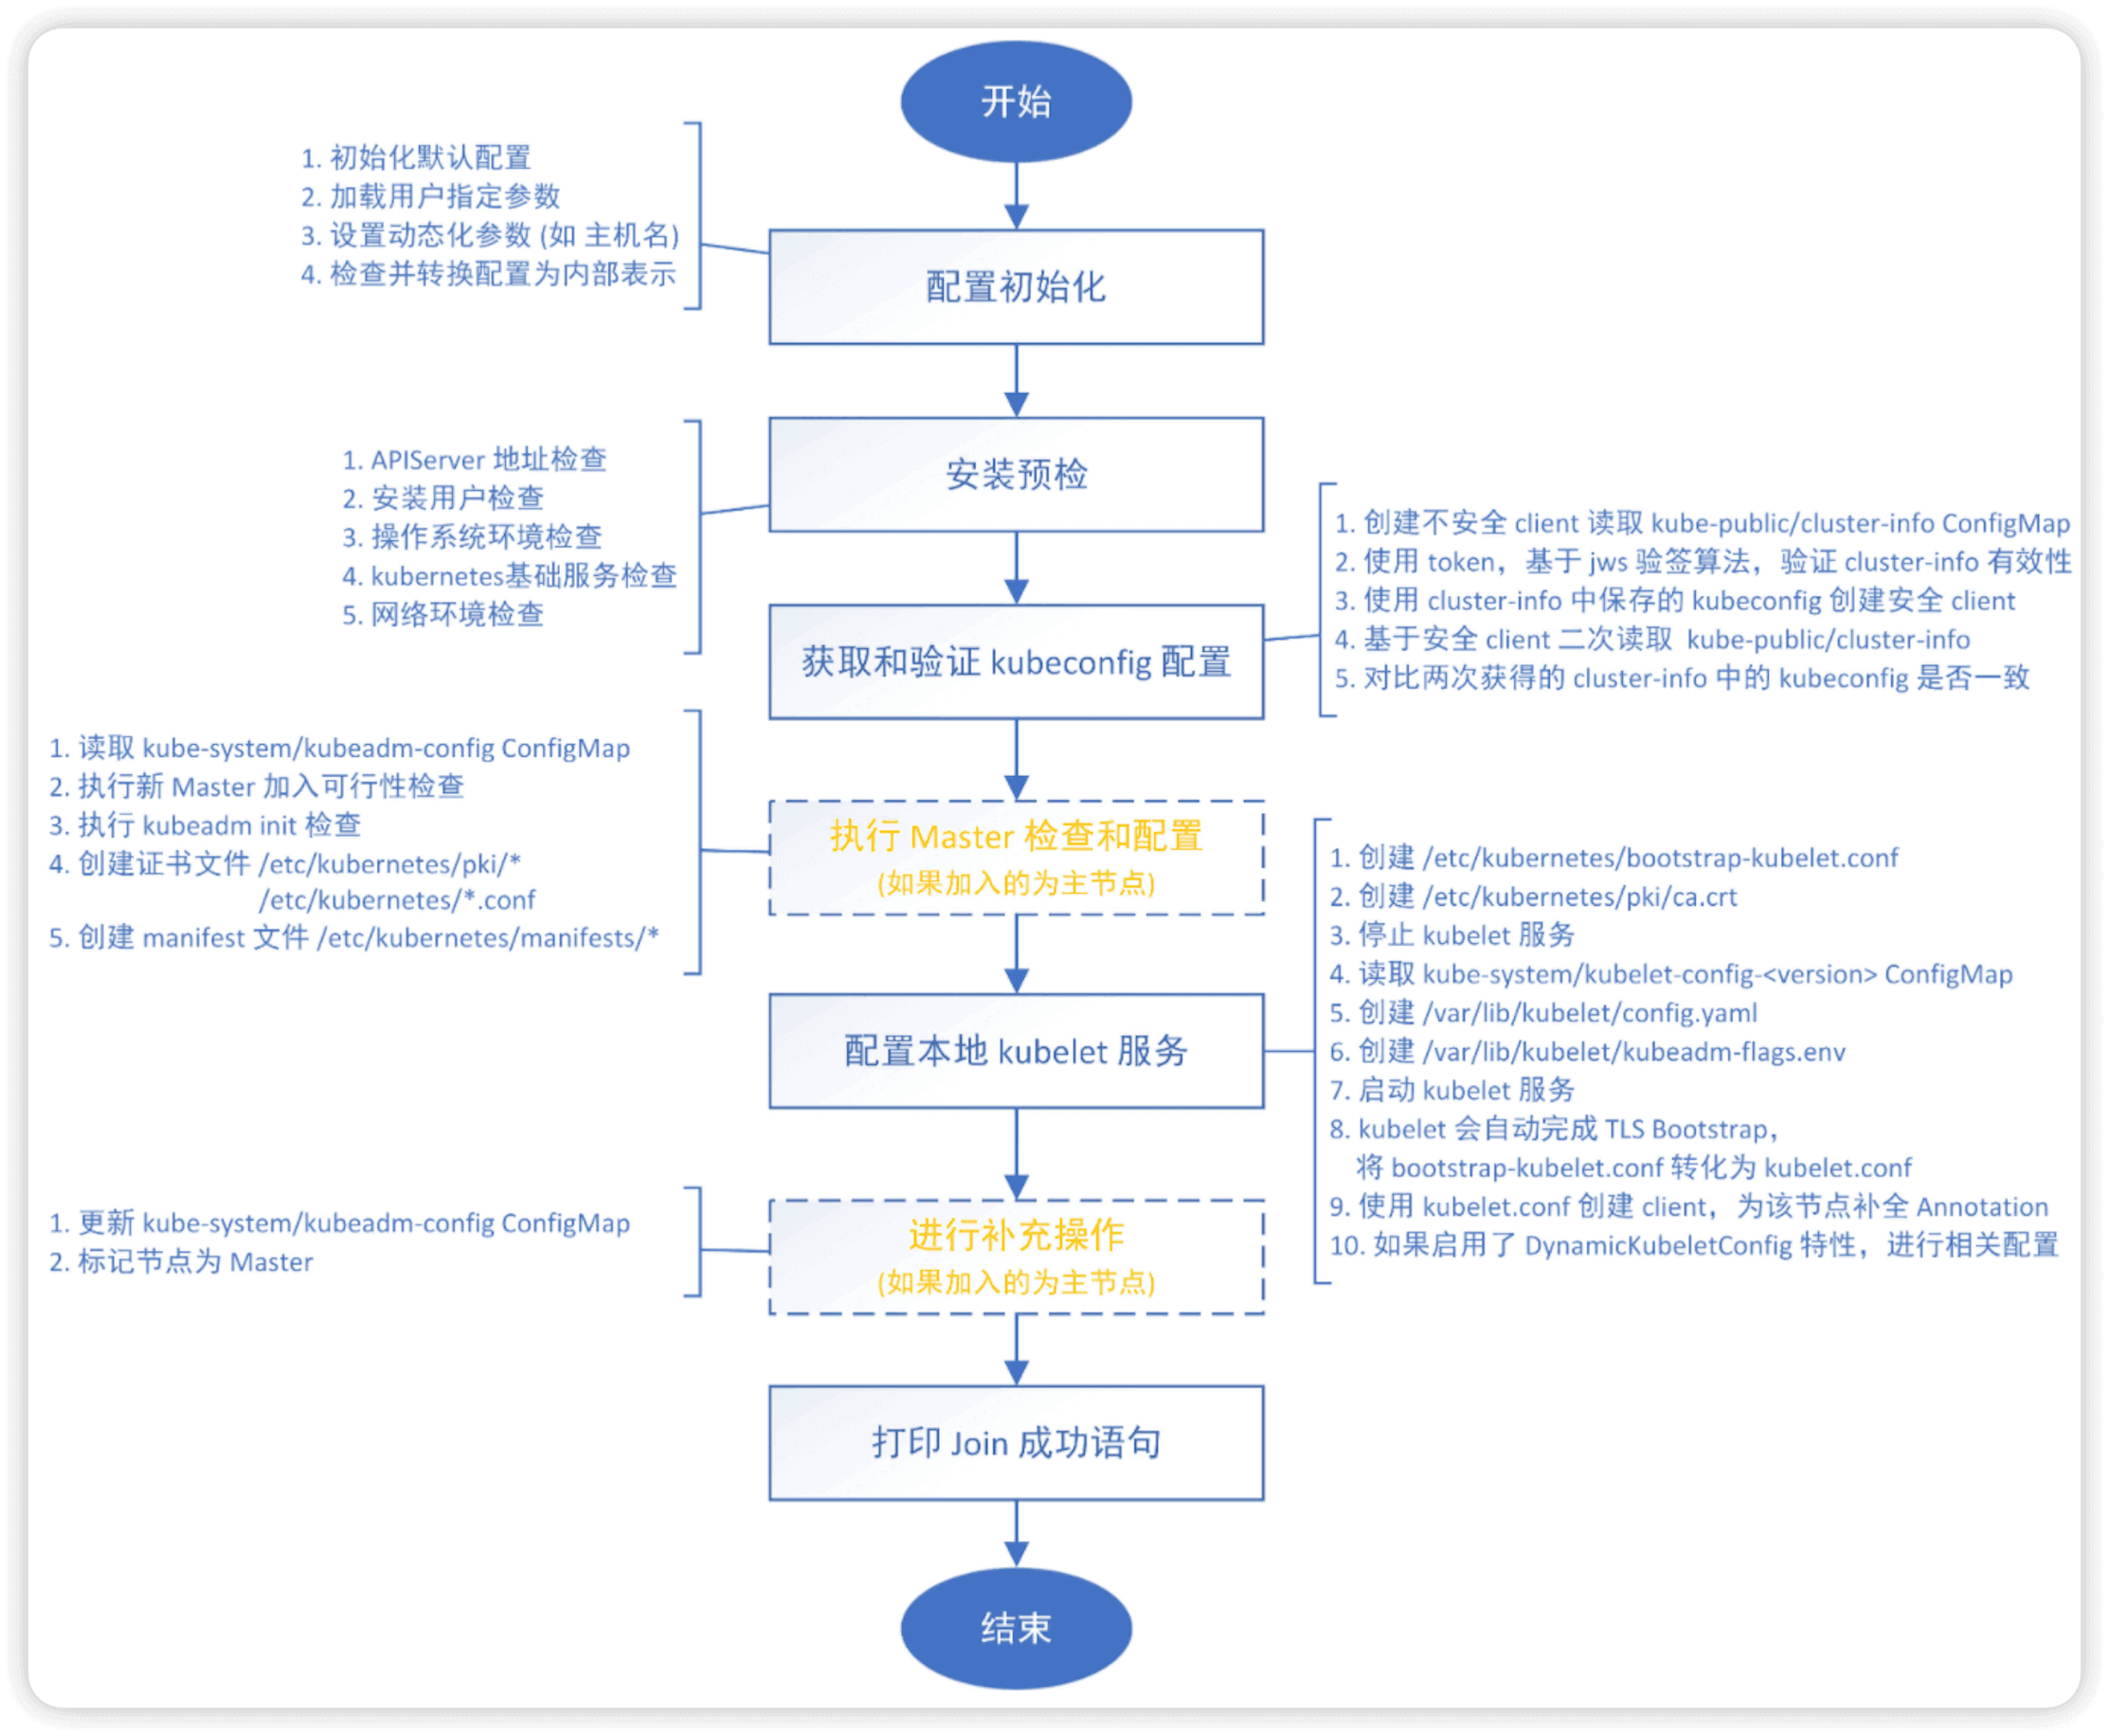 开始
1. 初始化默认配置
2. 加载用户指定参数
3. 设置动态化参数 (如 主机名)
4. 检查并转换配置为内部表示
配置初始化
1. APIServer 地址检查
2. 安装用户检查
3. 操作系统环境检查
4. kubernetes基础服务检查
5. 网络环境检查
安装预检
获取和验证 kubeconfig 配置
1. 创建不安全 client 读取 kube-public/cluster-info ConfigMap
2. 使用 token，基于 jws 验签算法，验证 cluster-info 有效性
3. 使用 cluster-info 中保存的 kubeconfig 创建安全 client
4. 基于安全 client 二次读取 kube-public/cluster-info
5. 对比两次获得的 cluster-info 中的 kubeconfig 是否一致
1. 读取 kube-system/kubeadm-config ConfigMap
2. 执行新 Master 加入可行性检查
3. 执行 kubeadm init 检查
4. 创建证书文件 /etc/kubernetes/pki/*
/etc/kubernetes/*.conf
5. 创建 manifest 文件 /etc/kubernetes/manifests/*
执行 Master 检查和配置
(如果加入的为主节点)
配置本地 kubelet 服务
1. 创建 /etc/kubernetes/bootstrap-kubelet.conf
2. 创建 /etc/kubernetes/pki/ca.crt
3. 停止 kubelet 服务
4. 读取 kube-system/kubelet-config-<version> ConfigMap
5. 创建 /var/lib/kubelet/config.yaml
6. 创建 /var/lib/kubelet/kubeadm-flags.env
7. 启动 kubelet 服务
8. kubelet 会自动完成 TLS Bootstrap，
将 bootstrap-kubelet.conf 转化为 kubelet.conf
9. 使用 kubelet.conf 创建 client，为该节点补全 Annotation
10. 如果启用了 DynamicKubeletConfig 特性，进行相关配置
1. 更新 kube-system/kubeadm-config ConfigMap
2. 标记节点为 Master
进行补充操作
(如果加入的为主节点)
打印 Join 成功语句
结束